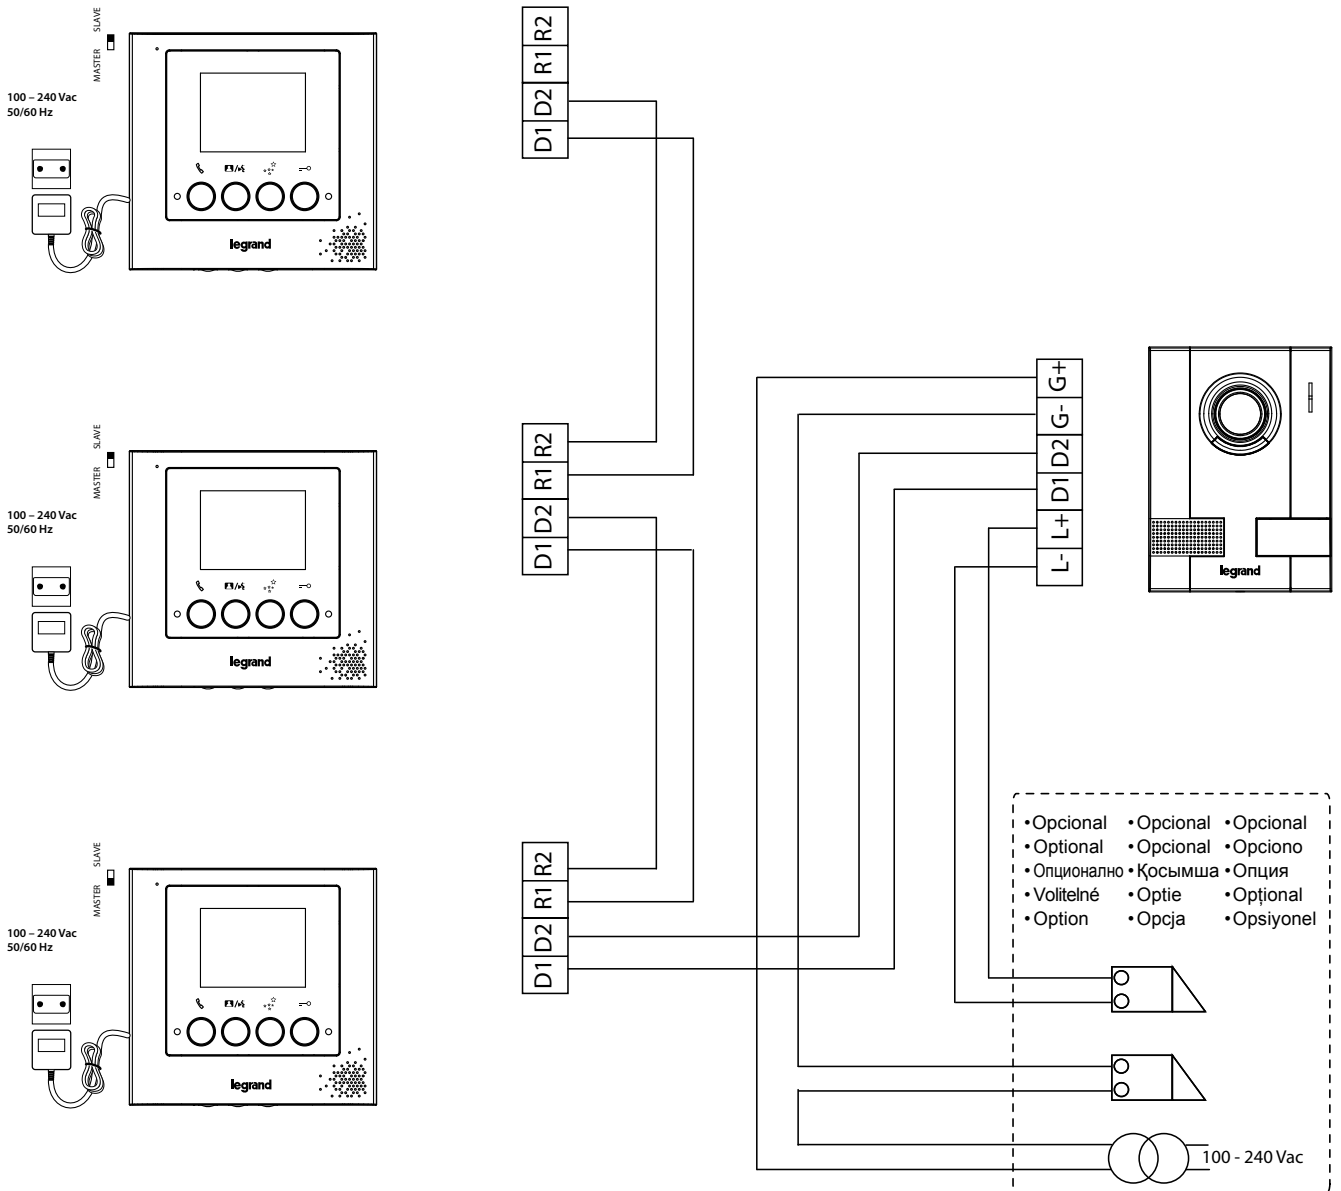 SLAVE
MASTER
100 – 240 Vac
50/60 Hz
legrand
R2
R1
D2
D1
SLAVE
MASTER
100 – 240 Vac
50/60 Hz
legrand
R2
R1
D2
D1
SLAVE
MASTER
100 – 240 Vac
50/60 Hz
legrand
R2
R1
D2
D1
G+
G-
D2
D1
L+
L-
legrand
•Opcional •Opcional •Opcional
•Optional •Opcional •Opciono
•Опционално •Қосымша •Опция
•Volitelné •Optie •Opţional
•Option •Opcja •Opsiyonel
100 - 240 Vac